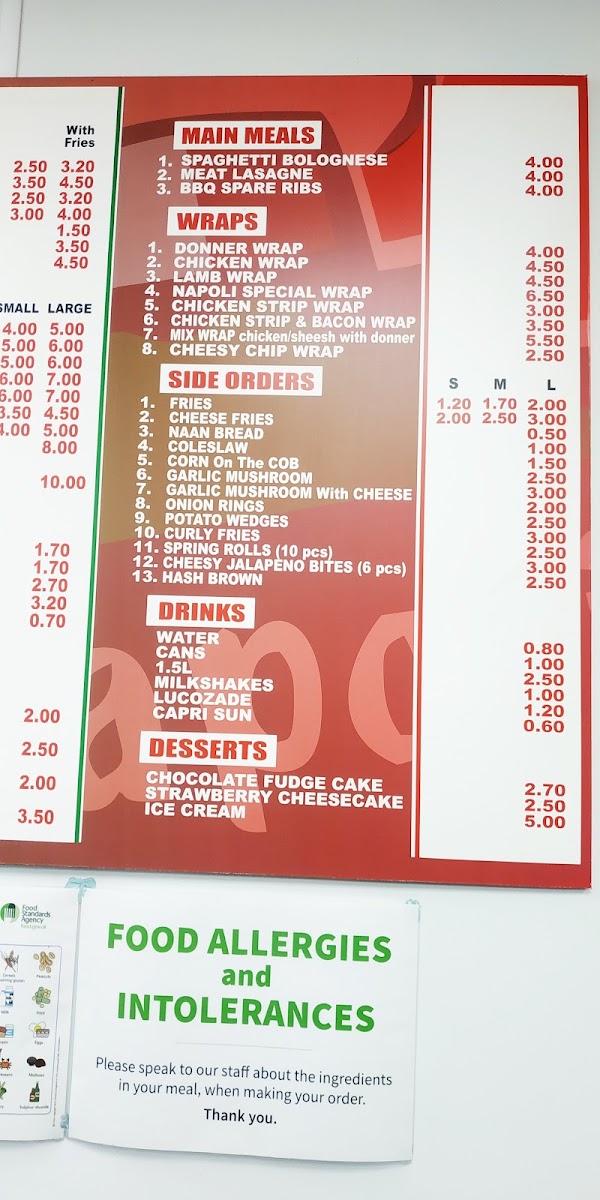 With
Fries
2.50 3.20
3.50 4.50
2.50 3.20
3.00 4.00
1.50
3.50
4.50
SMALL LARGE
4.00 5.00
5.00 6.00
5.00 6.00
6.00 7.00
6.00 7.00
3.50 4.50
4.00 5.00
8.00
10.00
1.70
1.70
2.70
3.20
0.70
2.00
2.50
2.00
3.50
MAIN MEALS
1. SPAGHETTI BOLOGNESE 4.00
2. MEAT LASAGNE 4.00
3. BBQ SPARE RIBS 4.00
WRAPS
1. DONNER WRAP 4.00
2. CHICKEN WRAP 4.50
3. LAMB WRAP 4.50
4. NAPOLI SPECIAL WRAP 6.50
5. CHICKEN STRIP WRAP 3.00
6. CHICKEN STRIP & BACON WRAP 3.50
7. MIX WRAP chicken/sheesh with donner 5.50
8. CHEESY CHIP WRAP 2.50
SIDE ORDERS S M L
1. FRIES 1.20 1.70 2.00
2. CHEESE FRIES 2.00 2.50 3.00
3. NAAN BREAD 0.50
4. COLESLAW 1.00
5. CORN On The COB 1.50
6. GARLIC MUSHROOM 2.50
7. GARLIC MUSHROOM With CHEESE 3.00
8. ONION RINGS 2.00
9. POTATO WEDGES 2.50
10. CURLY FRIES 3.00
11. SPRING ROLLS (10 pcs) 2.50
12. CHEESY JALAPENO BITES (6 pcs) 3.00
13. HASH BROWN 2.50
DRINKS
WATER 0.80
CANS 1.00
1.5L 2.50
MILKSHAKES 1.00
LUCOZADE 1.20
CAPRI SUN 0.60
DESSERTS
CHOCOLATE FUDGE CAKE 2.70
STRAWBERRY CHEESECAKE 2.50
ICE CREAM 5.00
apo
Food
Standards
Agency
food.gov.uk
Peanuts
Milk
Eggs
Molluscs
Sulphur dioxide
FOOD ALLERGIES
and
INTOLERANCES
Please speak to our staff about the ingredients
in your meal, when making your order.
Thank you.